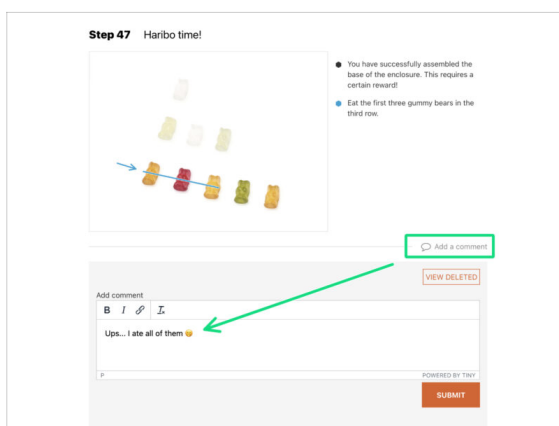 Step 47 Haribo time!
You have successfully assembled the
base of the enclosure. This requires a
certain reward!
Eat the first three gummy bears in the
third row.
Add a comment
VIEW DELETED
Add comment
B I
Ups... I ate all of them
P POWERED BY TINY
SUBMIT